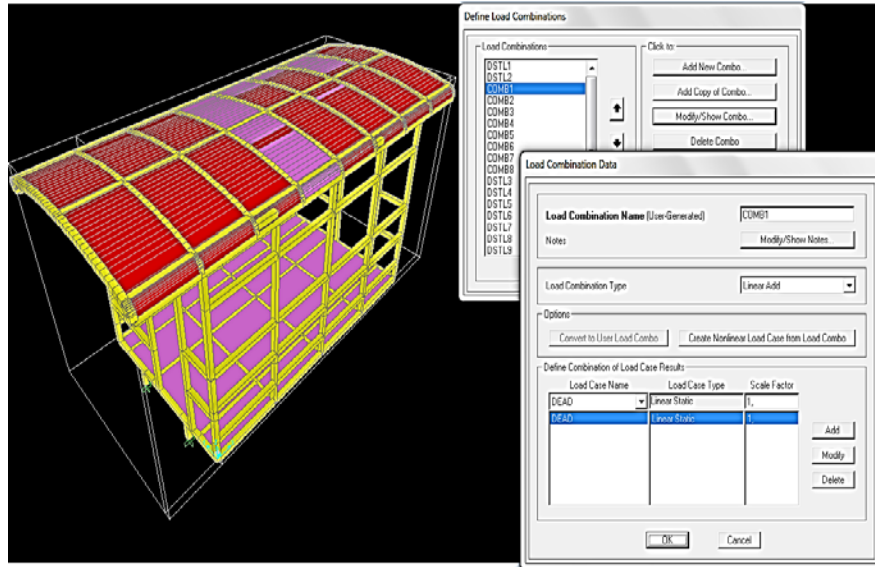 Define Load Combinations
Load Combinations
Click to:
DSTL1
DSTL2
COMB1
COMB2
COMB3
COMB4
COMB5
COMB6
COMB7
COMB8
DSTL3
DSTL4
DSTL5
DSTL6
DSTL7
DSTL8
DSTL9
Add New Combo...
Add Copy of Combo...
Modify/Show Combo...
Delete Combo
Load Combination Data
Load Combination Name (User-Generated) COMB1
Notes Modify/Show Notes...
Load Combination Type Linear Add
Options
Convert to User Load Combo Create Nonlinear Load Case from Load Combo
Define Combination of Load Case Results
Load Case Name Load Case Type Scale Factor
DEAD Linear Static 1,
DEAD Linear Static 1,
Add
Modify
Delete
OK Cancel